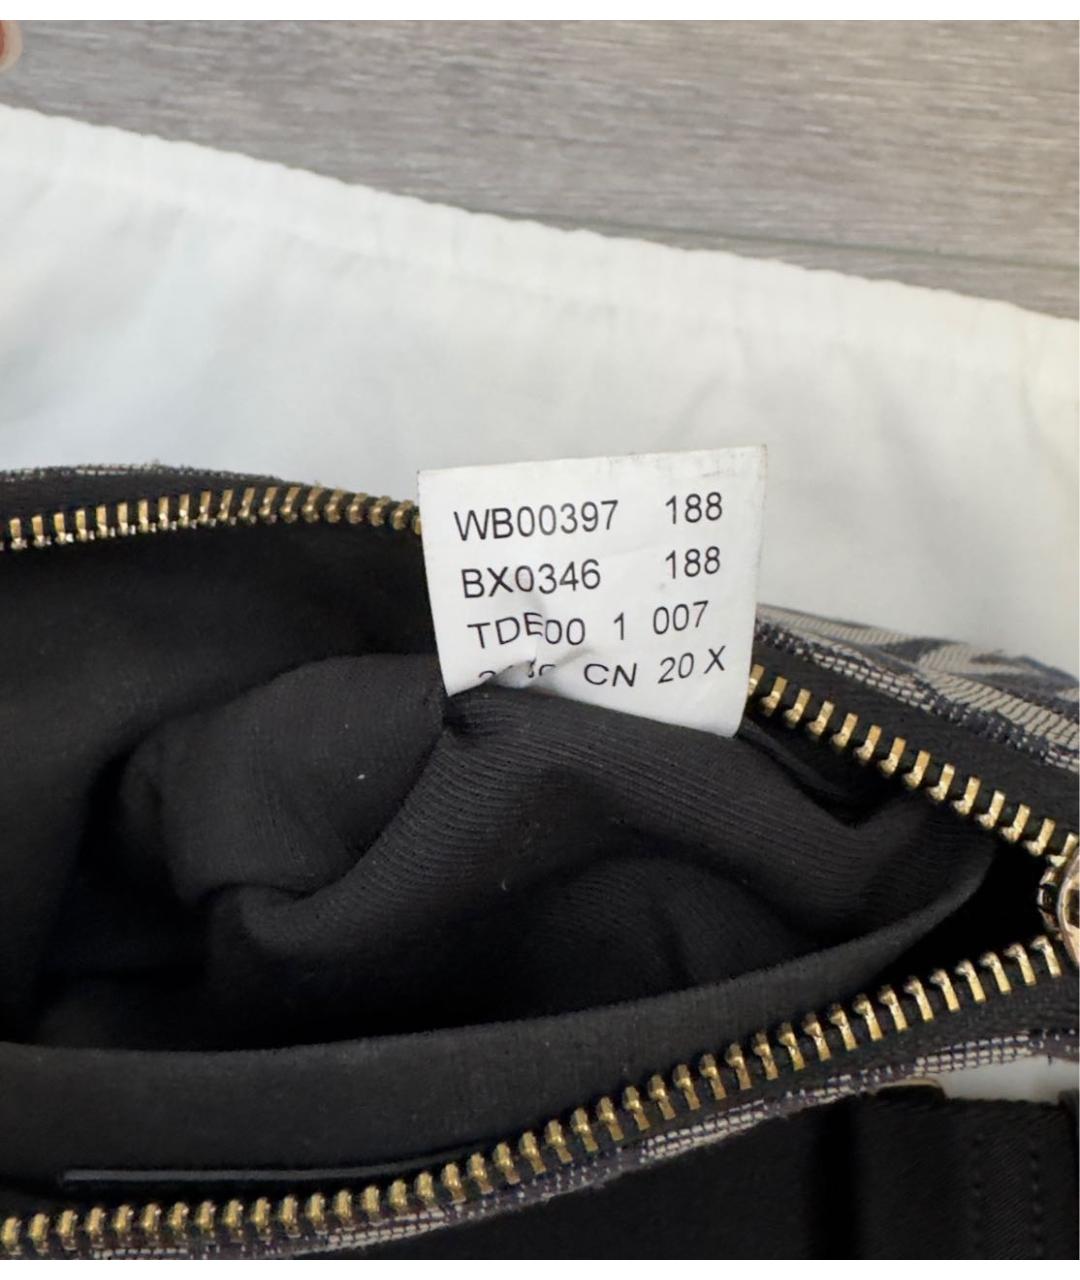 WB00397 188
BX0346 188
TDE00 1 007
CN 20 X